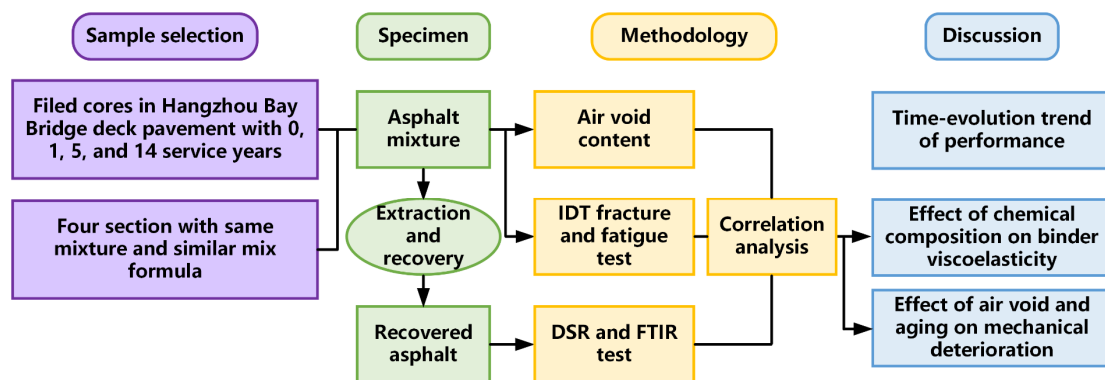 Sample selection
Specimen
Methodology
Discussion
Filed cores in Hangzhou Bay
Bridge deck pavement with 0,
1, 5, and 14 service years
Four section with same
mixture and similar mix
formula
Asphalt
mixture
Extraction
and
recovery
Recovered
asphalt
Air void
content
IDT fracture
and fatigue
test
DSR and FTIR
test
Correlation
analysis
Time-evolution trend
of performance
Effect of chemical
composition on binder
viscoelasticity
Effect of air void and
aging on mechanical
deterioration